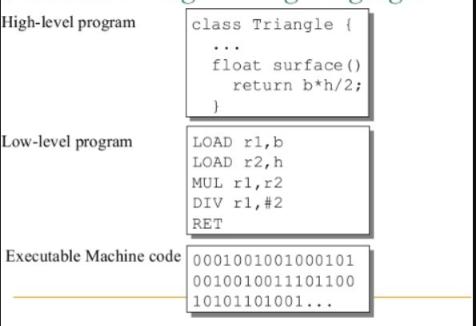 High-level program
class Triangle {
...
float surface()
return b*h/2;
}
Low-level program
LOAD r1,b
LOAD r2,h
MUL r1,r2
DIV r1,#2
RET
Executable Machine code
0001001001000101
0010010011101100
10101101001...